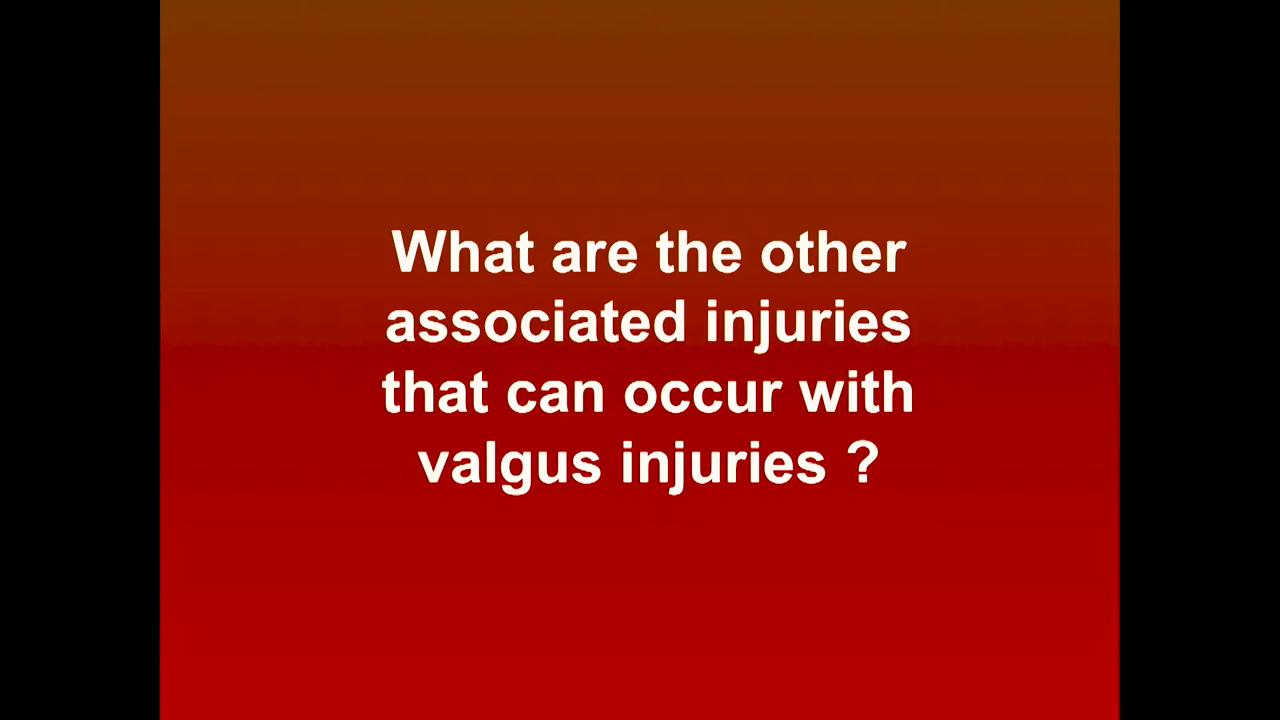 What are the other
associated injuries
that can occur with
valgus injuries ?